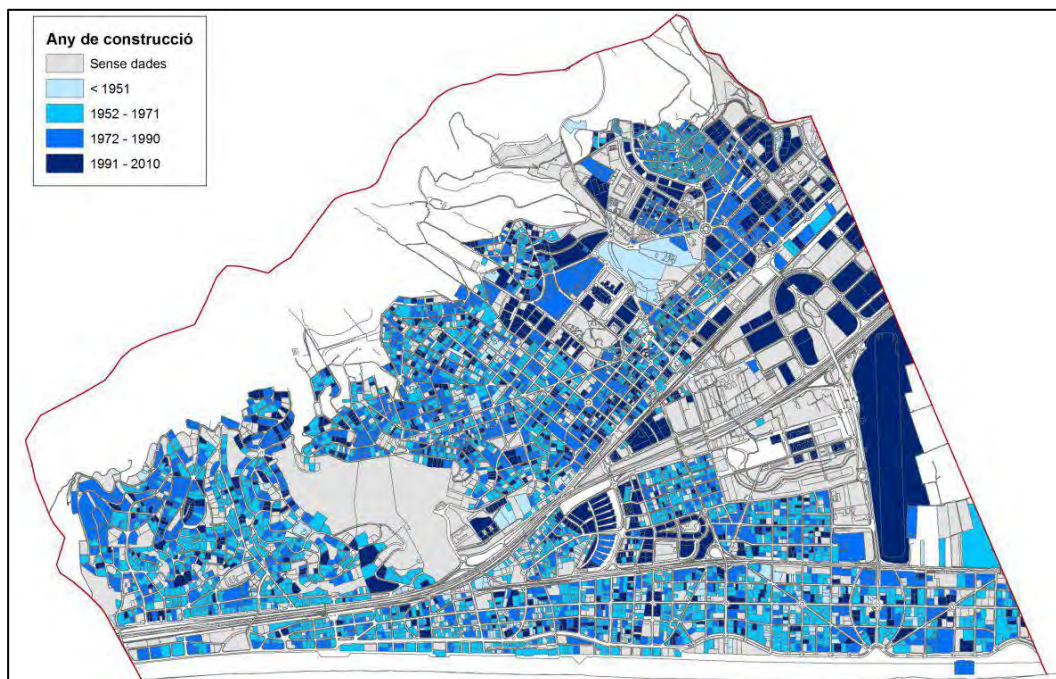 Any de construcció
Sense dades
< 1951
1952 - 1971
1972 - 1990
1991 - 2010